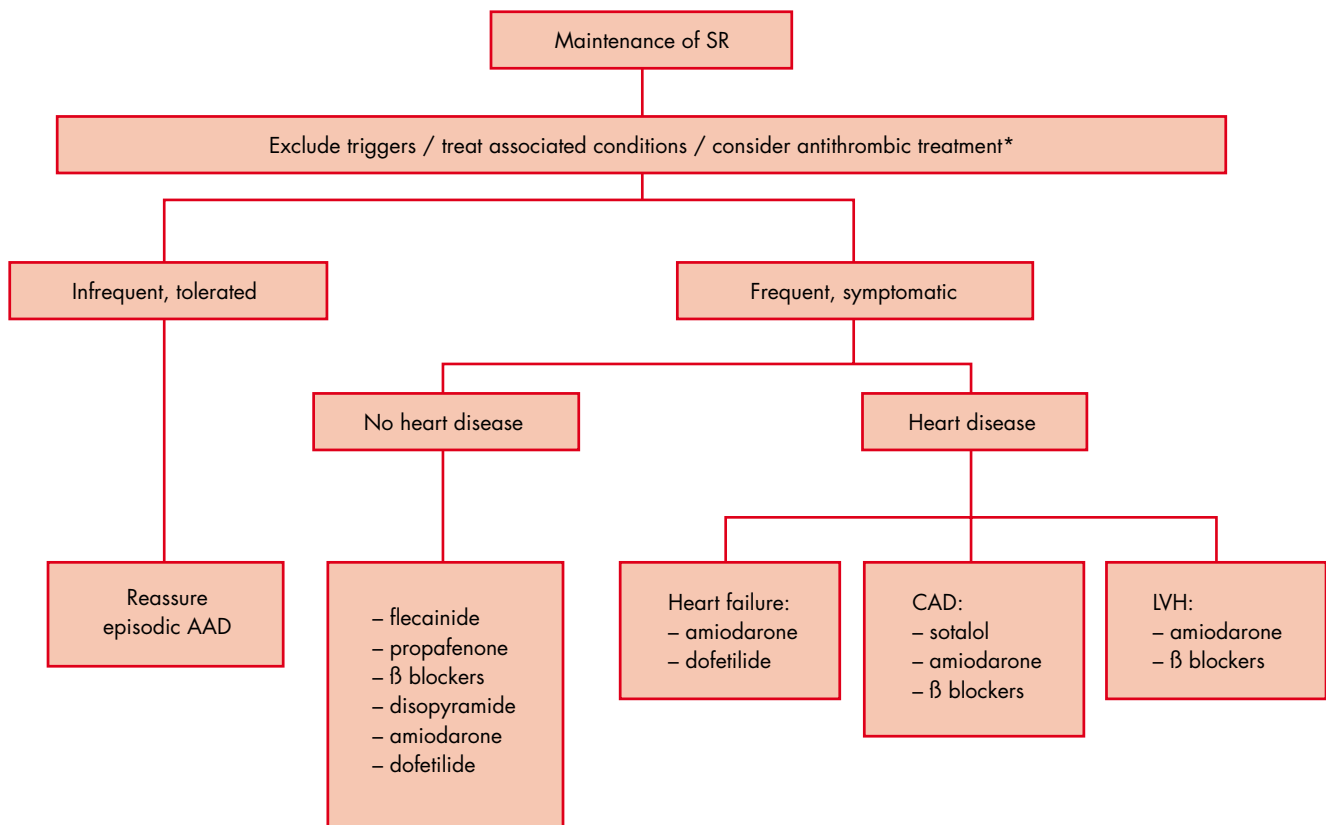 Maintenance of SR
Exclude triggers / treat associated conditions / consider antithrombic treatment*
Infrequent, tolerated
Frequent, symptomatic
No heart disease
Heart disease
Reassure
episodic AAD
– flecainide
– propafenone
– ß blockers
– disopyramide
– amiodarone
– dofetilide
Heart failure:
– amiodarone
– dofetilide
CAD:
– sotalol
– amiodarone
– ß blockers
LVH:
– amiodarone
– ß blockers